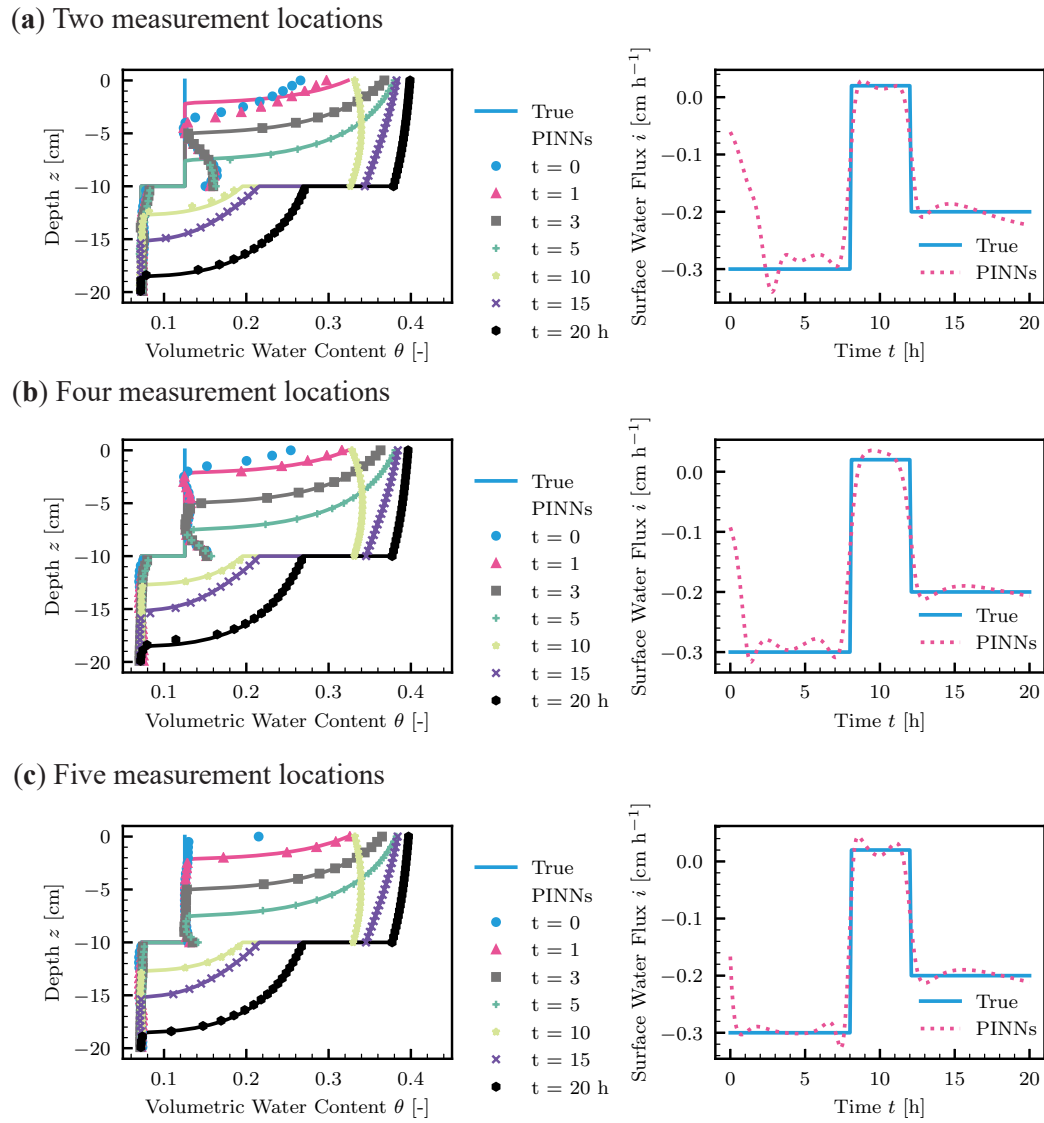 (a) Two measurement locations
0
−5
−10
−15
−20
Depth z [cm]
0.1 0.2 0.3 0.4
Volumetric Water Content θ [-]
True
PINNs
t = 0
t = 1
t = 3
t = 5
t = 10
t = 15
t = 20 h
Surface Water Flux i [cm h⁻¹]
0.0
−0.1
−0.2
−0.3
True
PINNs
0 5 10 15 20
Time t [h]
(b) Four measurement locations
0
−5
−10
−15
−20
Depth z [cm]
0.1 0.2 0.3 0.4
Volumetric Water Content θ [-]
True
PINNs
t = 0
t = 1
t = 3
t = 5
t = 10
t = 15
t = 20 h
Surface Water Flux i [cm h⁻¹]
0.0
−0.1
−0.2
−0.3
True
PINNs
0 5 10 15 20
Time t [h]
(c) Five measurement locations
0
−5
−10
−15
−20
Depth z [cm]
0.1 0.2 0.3 0.4
Volumetric Water Content θ [-]
True
PINNs
t = 0
t = 1
t = 3
t = 5
t = 10
t = 15
t = 20 h
Surface Water Flux i [cm h⁻¹]
0.0
−0.1
−0.2
−0.3
True
PINNs
0 5 10 15 20
Time t [h]